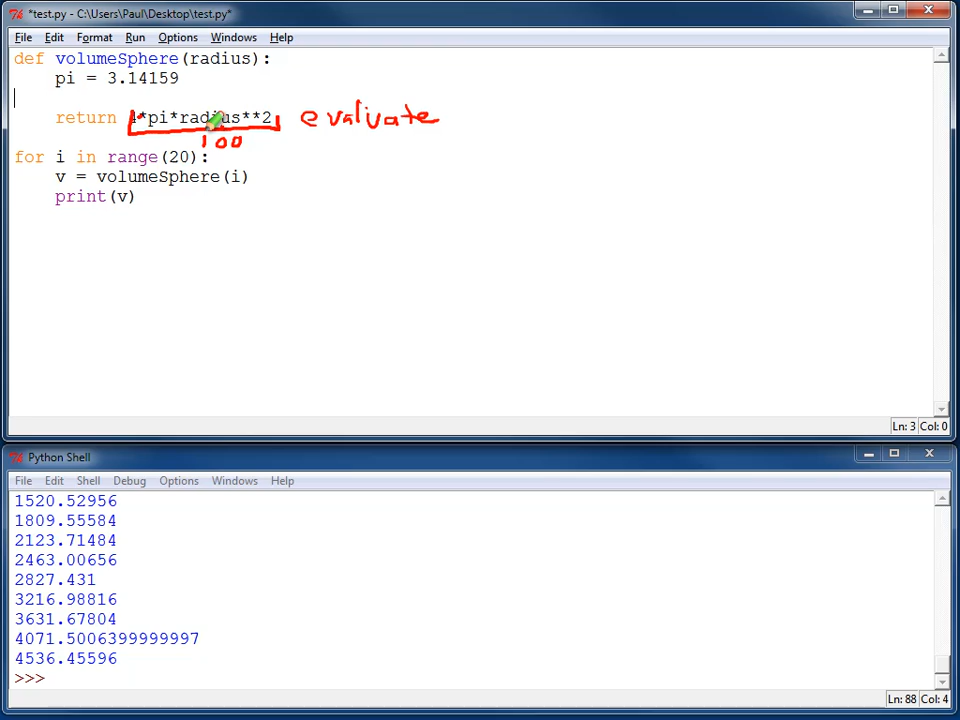 *test.py - C:\Users\Paul\Desktop\test.py*
File Edit Format Run Options Windows Help
def volumeSphere(radius):
pi = 3.14159
return 4*pi*radius**2 evaluate
100
for i in range(20):
v = volumeSphere(i)
print(v)
Ln: 3 Col: 0
Python Shell
File Edit Shell Debug Options Windows Help
1520.52956
1809.55584
2123.71484
2463.00656
2827.431
3216.98816
3631.67804
4071.5006399999997
4536.45596
>>>
Ln: 88 Col: 4